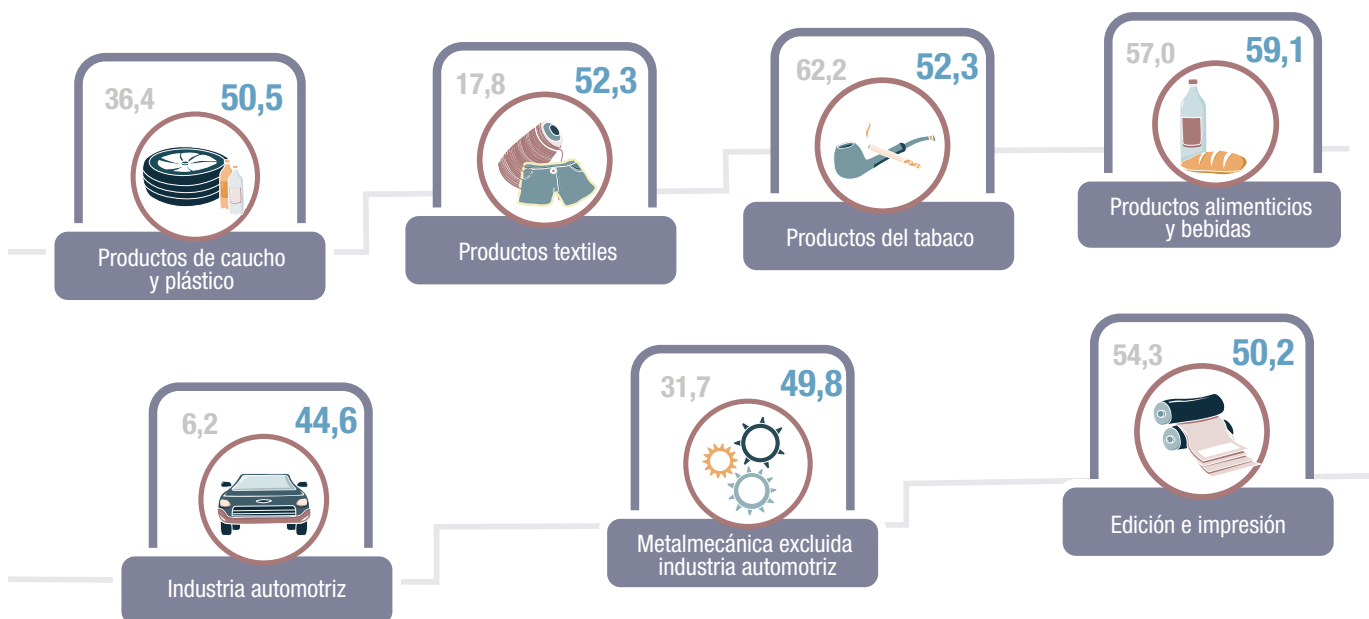 36,4 50,5
Productos de caucho
y plástico
17,8 52,3
Productos textiles
62,2 52,3
Productos del tabaco
57,0 59,1
Productos alimenticios
y bebidas
6,2 44,6
Industria automotriz
31,7 49,8
Metalmecánica excluida
industria automotriz
54,3 50,2
Edición e impresión